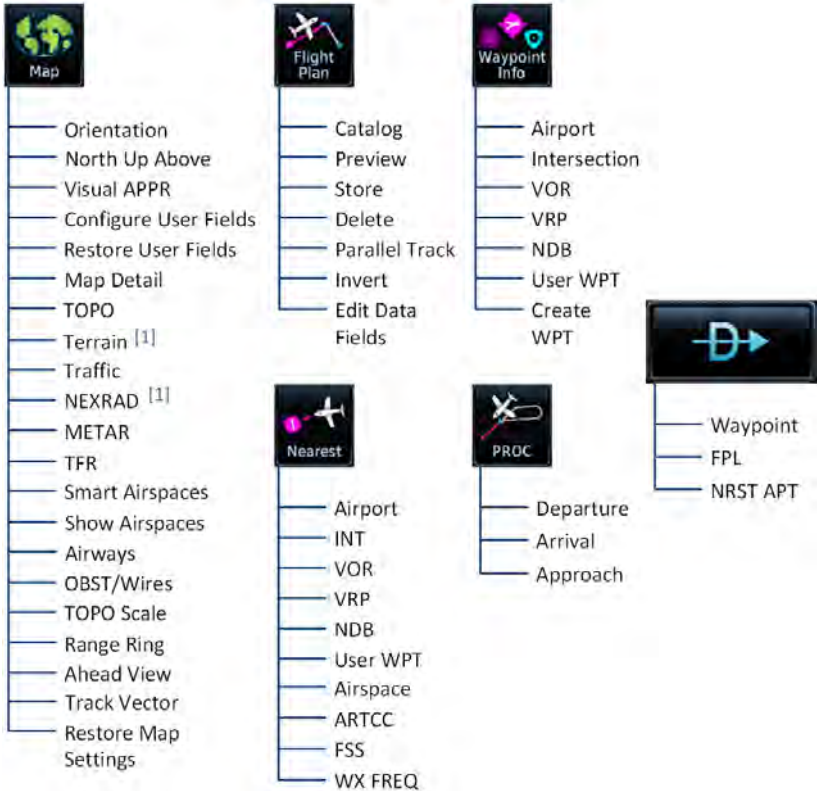 Map
Orientation
North Up Above
Visual APPR
Configure User Fields
Restore User Fields
Map Detail
TOPO
Terrain [1]
Traffic
NEXRAD [1]
METAR
TFR
Smart Airspaces
Show Airspaces
Airways
OBST/Wires
TOPO Scale
Range Ring
Ahead View
Track Vector
Restore Map
Settings
Flight
Plan
Catalog
Preview
Store
Delete
Parallel Track
Invert
Edit Data
Fields
Waypoint
Info
Airport
Intersection
VOR
VRP
NDB
User WPT
Create
WPT
Nearest
Airport
INT
VOR
VRP
NDB
User WPT
Airspace
ARTCC
FSS
WX FREQ
PROC
Departure
Arrival
Approach
D
Waypoint
FPL
NRST APT